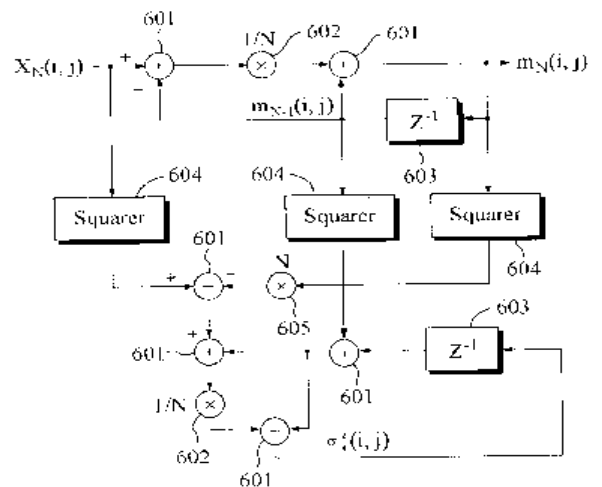 601
1/N
602
601
X_N(i, j)
+
+
m_N(i, j)
−
m_N-1(i, j)
Z^-1
603
604
604
Squarer
Squarer
Squarer
604
601
N
+
−
−
603
605
+
601
Z^-1
601
1/N
602
601
(i, j)